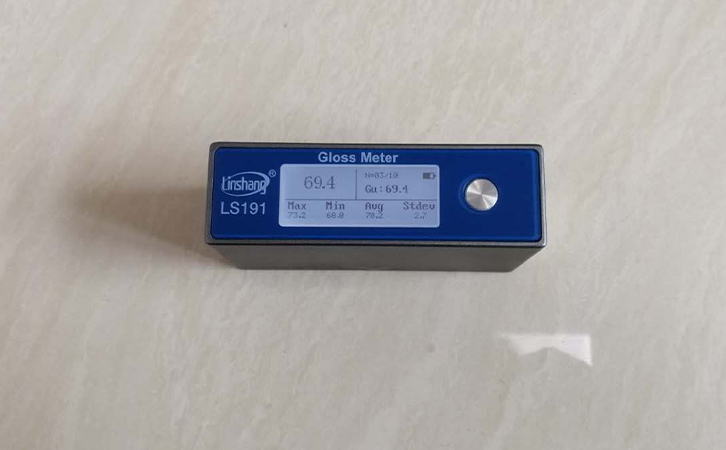 Gloss Meter
Linshang®
LS191
69.4
N=03/10
Gu:69.4
Max Min Avg Stdev
73.2 68.0 70.2 2.7